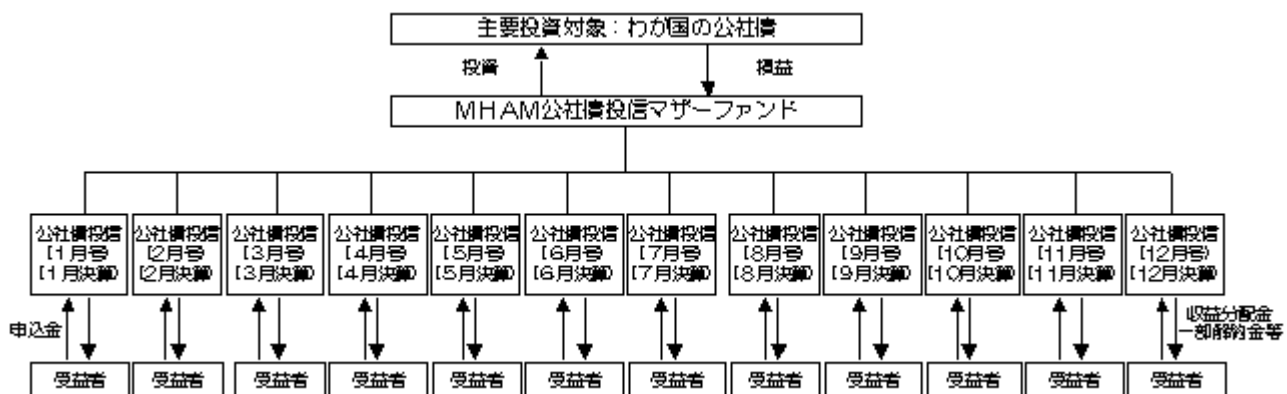 主要投資対象：わが国の公社債
投資
損益
MHAM公社債投信マザーファンド
公社債投信
[1月号
[1月決算)
公社債投信
[2月号
[2月決算)
公社債投信
[3月号
[3月決算)
公社債投信
[4月号
[4月決算)
公社債投信
[5月号
[5月決算)
公社債投信
[6月号
[6月決算)
公社債投信
[7月号
[7月決算)
公社債投信
[8月号
[8月決算)
公社債投信
[9月号
[9月決算)
公社債投信
[10月号
[10月決算)
公社債投信
[11月号
[11月決算)
公社債投信
[12月号
[12月決算)
申込金
収益分配金
一部解約金等
受益者
受益者
受益者
受益者
受益者
受益者
受益者
受益者
受益者
受益者
受益者
受益者